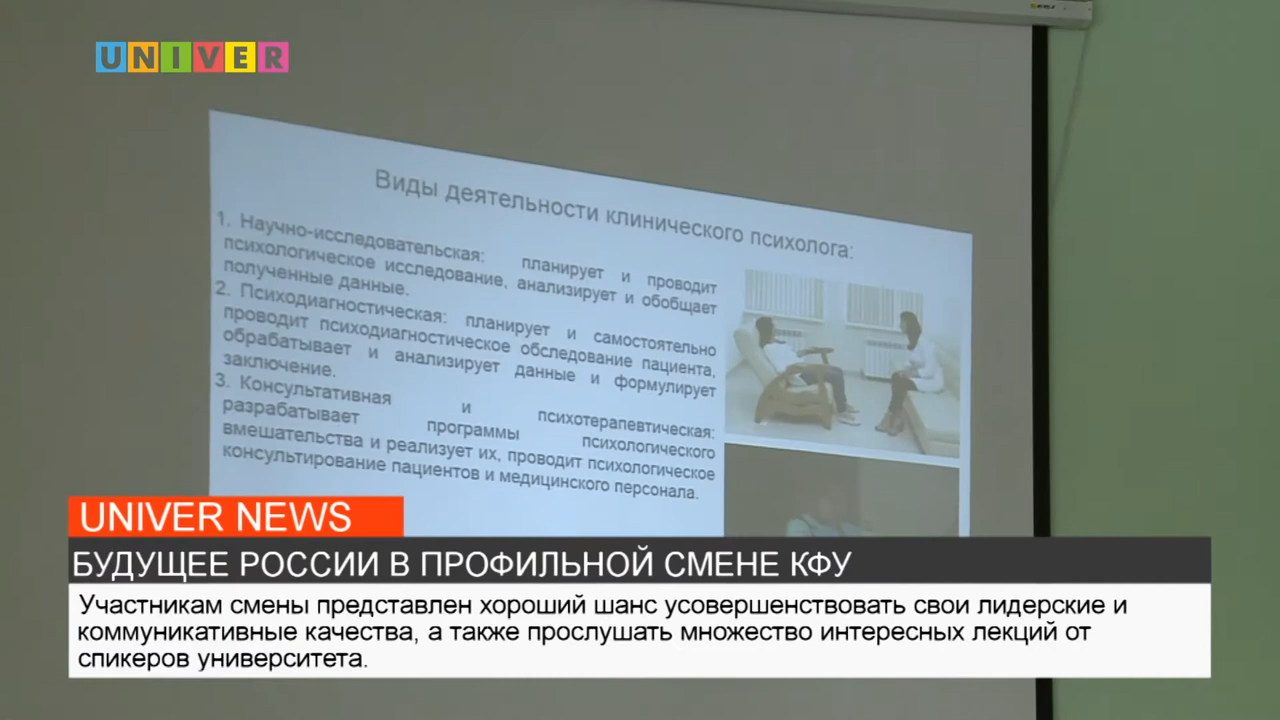 UNIVER
Виды деятельности клинического психолога:
1. Научно-исследовательская: планирует и проводит
психологическое исследование, анализирует и обобщает
полученные данные.
2. Психодиагностическая: планирует и самостоятельно
проводит психодиагностическое обследование пациента,
обрабатывает и анализирует данные и формулирует
заключение.
3. Консультативная и психотерапевтическая:
разрабатывает программы психологического
вмешательства и реализует их, проводит психологическое
консультирование пациентов и медицинского персонала.
UNIVER NEWS
БУДУЩЕЕ РОССИИ В ПРОФИЛЬНОЙ СМЕНЕ КФУ
Участникам смены представлен хороший шанс усовершенствовать свои лидерские и
коммуникативные качества, а также прослушать множество интересных лекций от
спикеров университета.